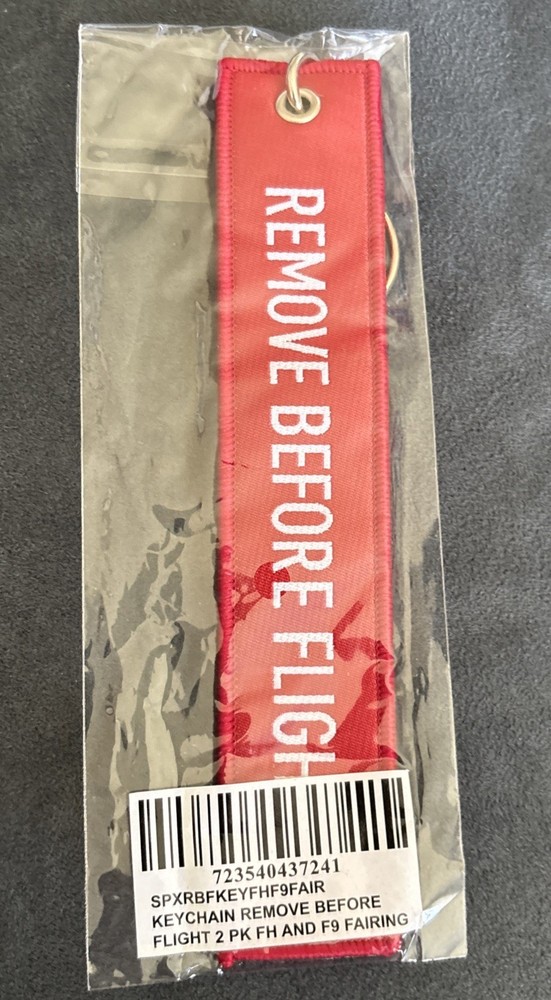 REMOVE BEFORE FLIGH
723540437241
SPXRBFKEYFHF9FAIR
KEYCHAIN REMOVE BEFORE
FLIGHT 2 PK FH AND F9 FAIRING